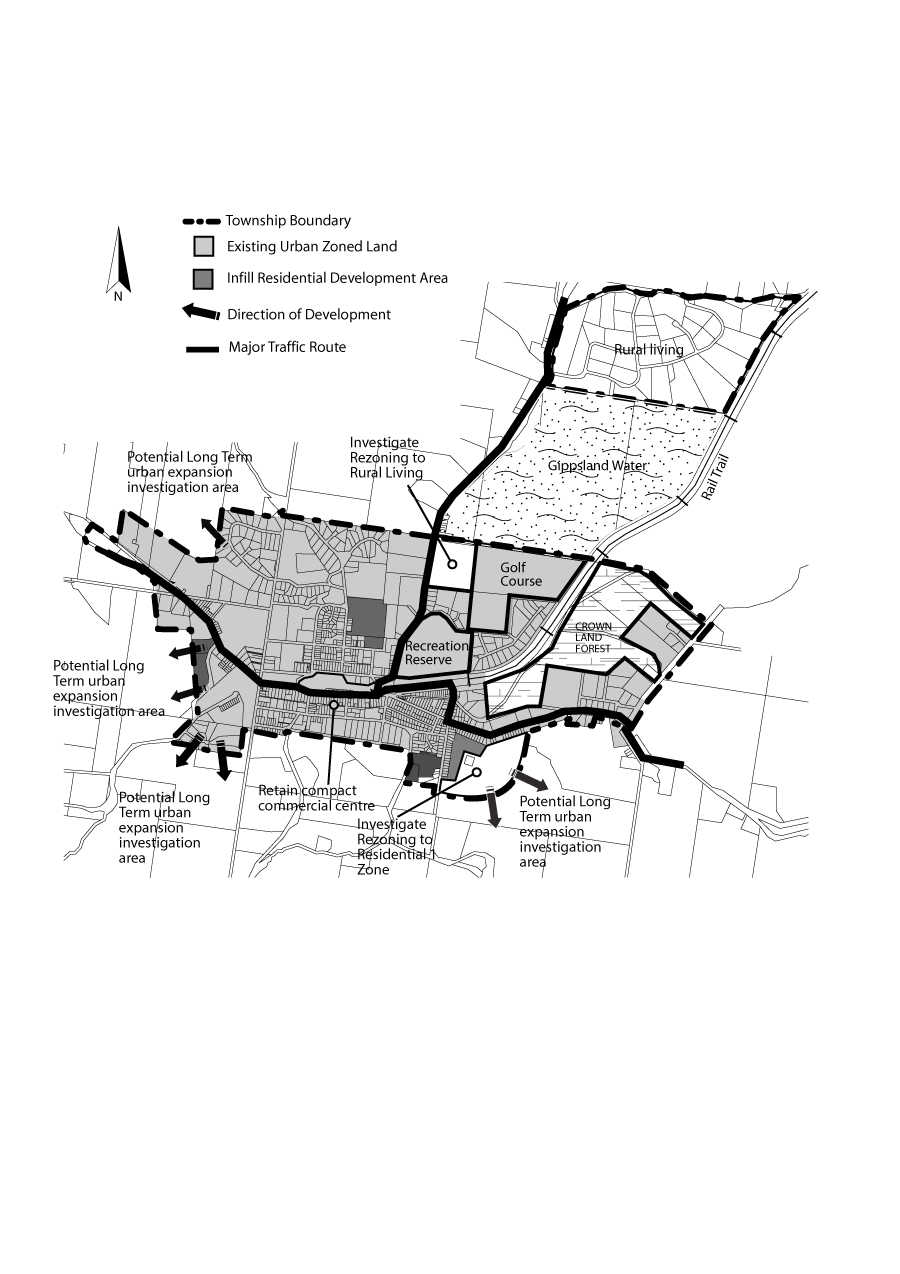 Township Boundary
Existing Urban Zoned Land
Infill Residential Development Area
N
Direction of Development
Major Traffic Route
Rural living
Investigate
Rezoning to
Rural Living
Potential Long Term
urban expansion
investigation area
Gippsland Water
Rail Trail
Golf
Course
CROWN
LAND
FOREST
Recreation
Reserve
Potential Long
Term urban
expansion
investigation area
Retain compact
commercial centre
Potential Long
Term urban
expansion
investigation
area
Investigate
Rezoning to
Residential 1
Zone
Potential Long
Term urban
expansion
investigation
area